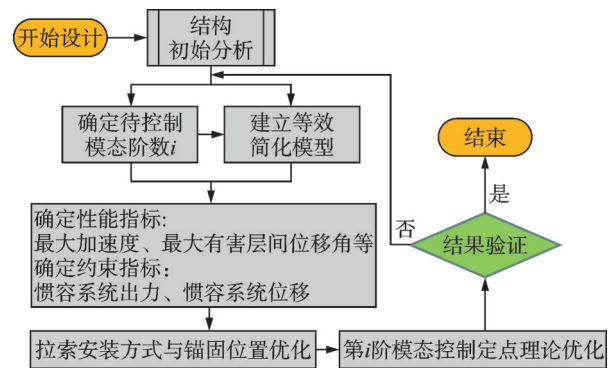 开始设计
结构
初始分析
确定待控制
模态阶数i
建立等效
简化模型
确定性能指标:
最大加速度、最大有害层间位移角等
确定约束指标：
惯容系统出力、惯容系统位移
拉索安装方式与锚固位置优化
第i阶模态控制定点理论优化
结果验证
否
是
结束